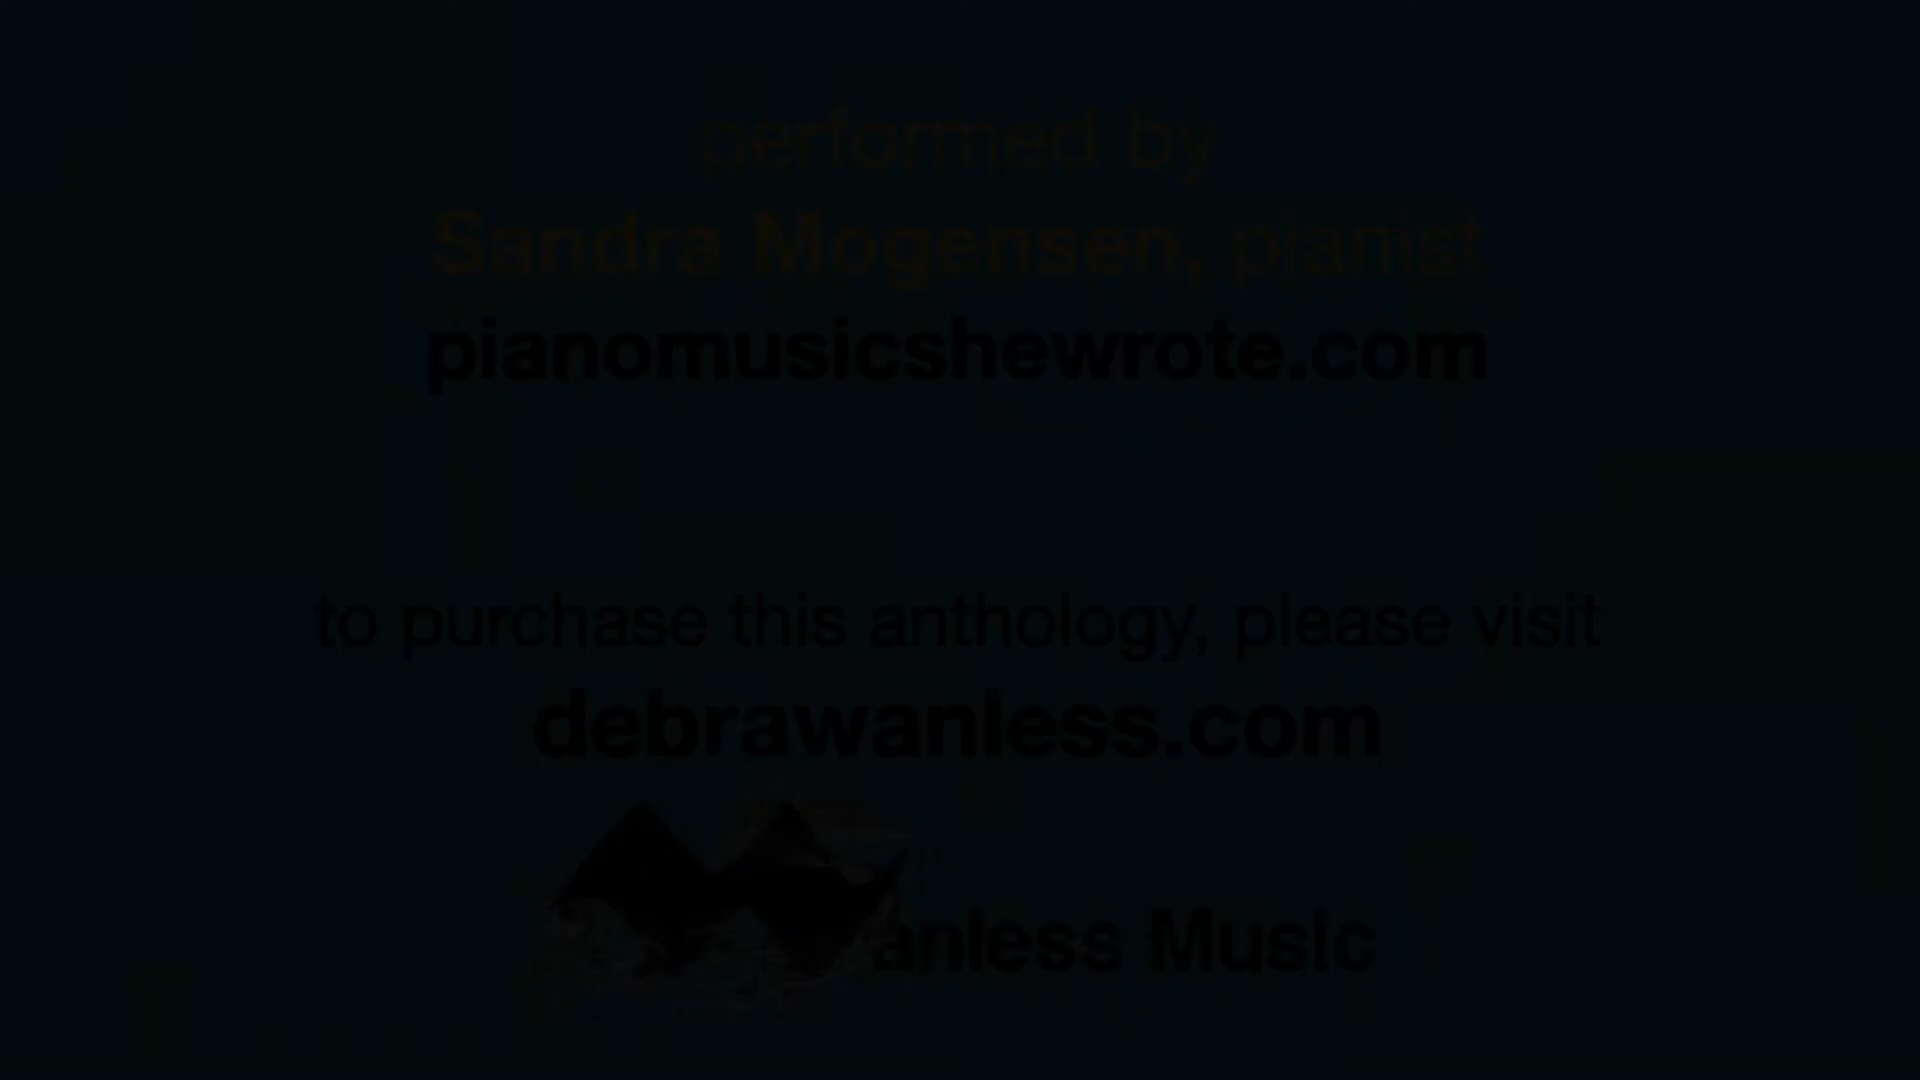 performed by
Sandra Mogensen, pianist
pianomusicshewrote.com
to purchase this anthology, please visit
debrawanless.com
anless Music